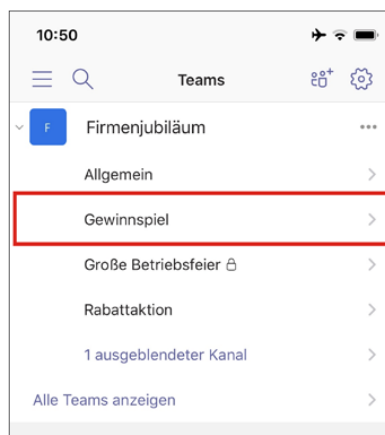 10:50
Teams
F Firmenjubiläum
Allgemein
Gewinnspiel
Große Betriebsfeier
Rabattaktion
1 ausgeblendeter Kanal
Alle Teams anzeigen